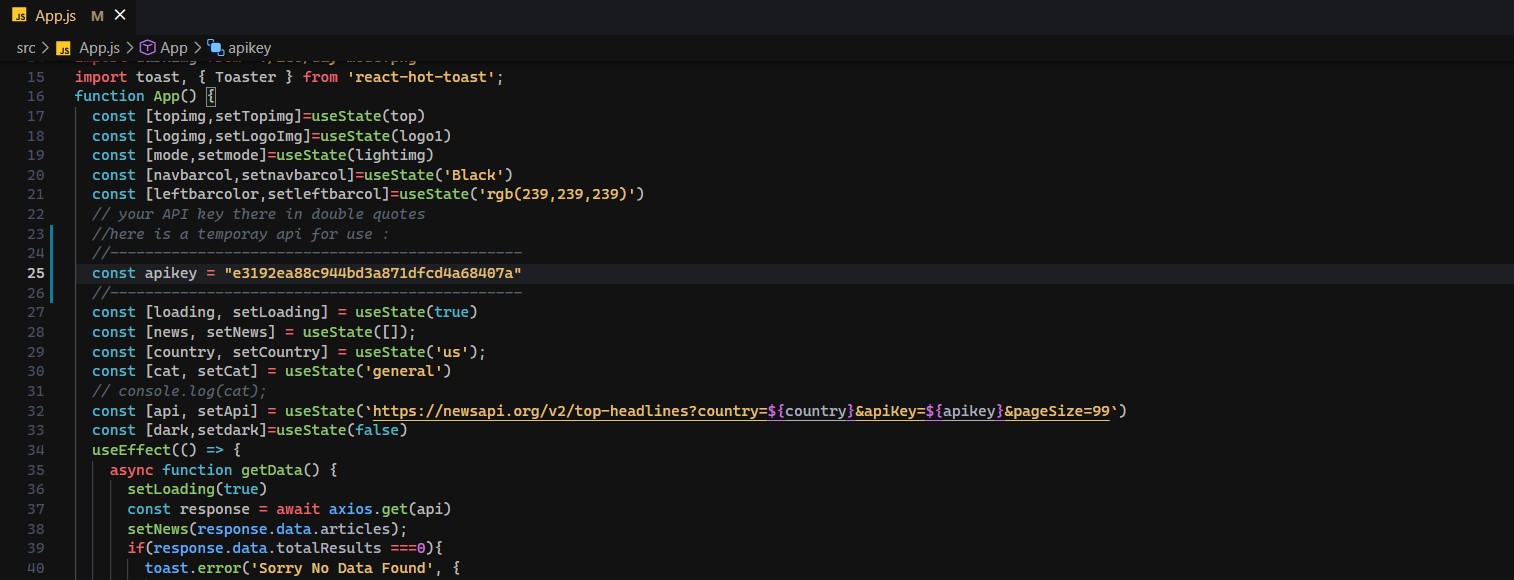 App.js M
src > App.js > App > apikey
15 import toast, { Toaster } from 'react-hot-toast';
16 function App() {
17 const [topimg,setTopimg]=useState(top)
18 const [logimg,setLogoImg]=useState(logo1)
19 const [mode,setmode]=useState(lightimg)
20 const [navbarcol,setnavbarcol]=useState('Black')
21 const [leftbarcolor,setleftbarcol]=useState('rgb(239,239,239)')
22 // your API key there in double quotes
23 //here is a temporay api for use :
24 //-----------------------------------------------
25 const apikey = "e3192ea88c944bd3a871dfcd4a68407a"
26 //-----------------------------------------------
27 const [loading, setLoading] = useState(true)
28 const [news, setNews] = useState([]);
29 const [country, setCountry] = useState('us');
30 const [cat, setCat] = useState('general')
31 // console.log(cat);
32 const [api, setApi] = useState(`https://newsapi.org/v2/top-headlines?country=${country}&apiKey=${apikey}&pageSize=99`)
33 const [dark,setdark]=useState(false)
34 useEffect(() => {
35 async function getData() {
36 setLoading(true)
37 const response = await axios.get(api)
38 setNews(response.data.articles);
39 if(response.data.totalResults ===0){
40 toast.error('Sorry No Data Found', {